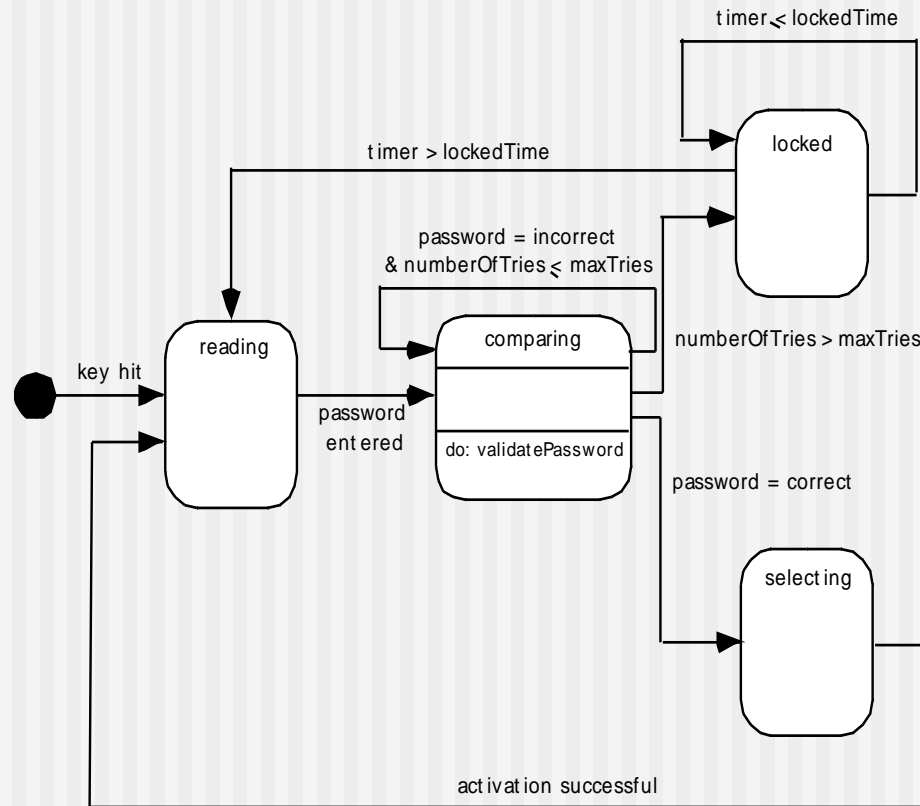 timer ≤ lockedTime
locked
timer > lockedTime
password = incorrect
& numberOfTries ≤ maxTries
comparing
numberOfTries > maxTries
reading
key hit
password
entered
do: validatePassword
password = correct
selecting
activation successful